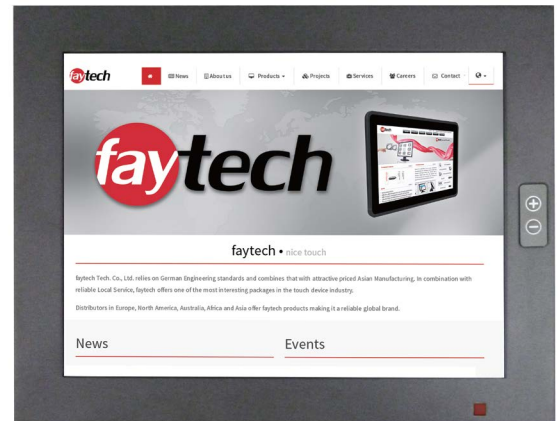 faytech
News
About us
Products
Projects
Services
Careers
Contact
faytech
faytech • nice touch
faytech Tech. Co., Ltd. relies on German Engineering standards and combines that with attractive priced Asian Manufacturing. In combination with
reliable Local Service, faytech offers one of the most interesting packages in the touch device industry.
Distributors in Europe, North America, Australia, Africa and Asia offer faytech products making it a reliable global brand.
News
Events